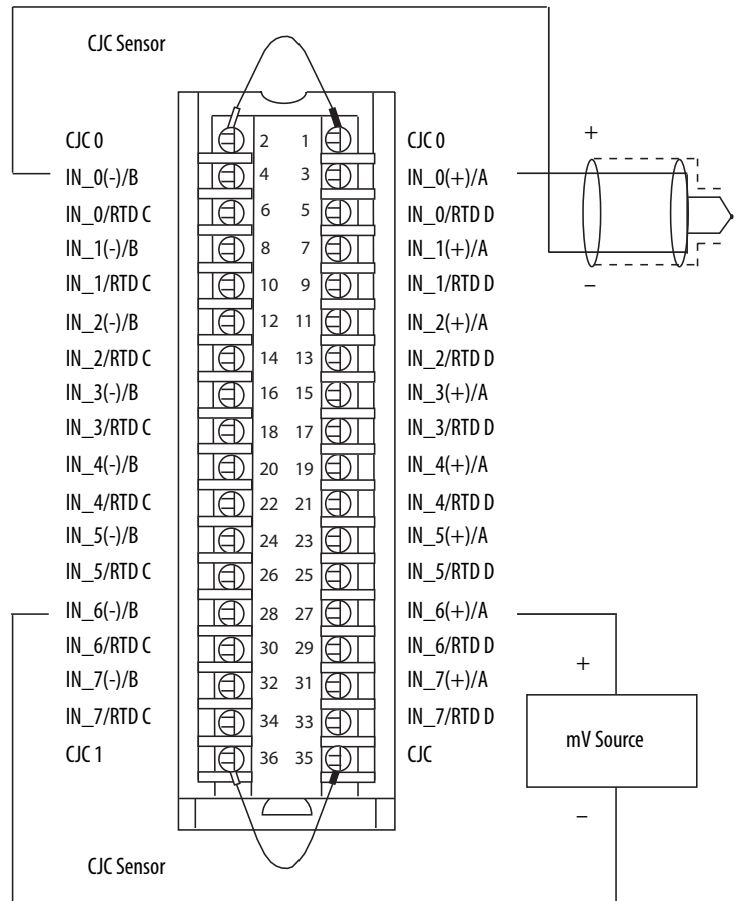 CJC Sensor
CJC 0 2 1 CJC 0
+
IN_0(-)/B 4 3 IN_0(+)/A
IN_0/RTD C 6 5 IN_0/RTD D
IN_1(-)/B 8 7 IN_1(+)/A
–
IN_1/RTD C 10 9 IN_1/RTD D
IN_2(-)/B 12 11 IN_2(+)/A
IN_2/RTD C 14 13 IN_2/RTD D
IN_3(-)/B 16 15 IN_3(+)/A
IN_3/RTD C 18 17 IN_3/RTD D
IN_4(-)/B 20 19 IN_4(+)/A
IN_4/RTD C 22 21 IN_4/RTD D
IN_5(-)/B 24 23 IN_5(+)/A
IN_5/RTD C 26 25 IN_5/RTD D
IN_6(-)/B 28 27 IN_6(+)/A
IN_6/RTD C 30 29 IN_6/RTD D
+
IN_7(-)/B 32 31 IN_7(+)/A
IN_7/RTD C 34 33 IN_7/RTD D
mV Source
CJC 1 36 35 CJC
–
CJC Sensor